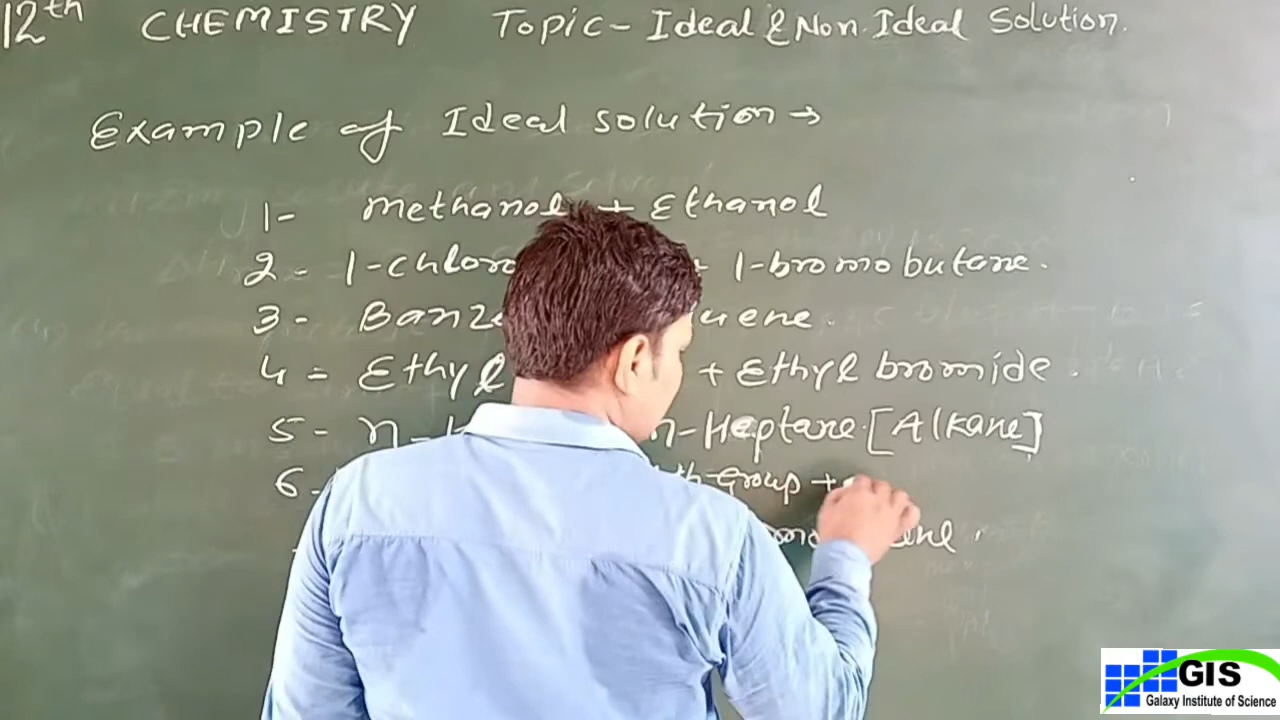 12th CHEMISTRY Topic - Ideal & Non. Ideal Solution.
Example of Ideal solution →
1- Methanol + Ethanol
2 - 1-chloro 1-bromobutane.
3 - Banze uene.
4 - Ethyl + Ethyl bromide.
5 - n- n-Heptane. [Alkane]
6 - Group +
GIS
Galaxy Institute of Science